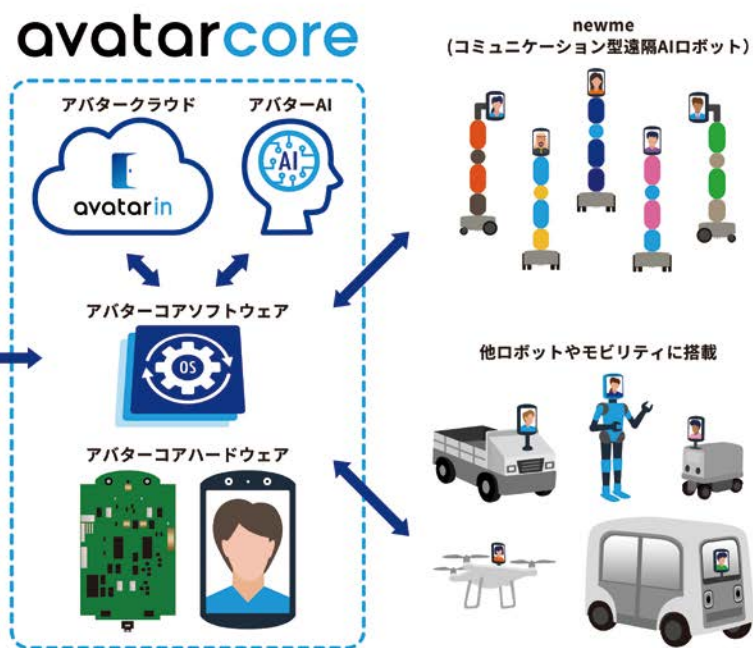 avatarcore
アバタークラウド
アバターAI
AI
avatarin
アバターコアソフトウェア
OS
アバターコアハードウェア
newme
(コミュニケーション型遠隔AIロボット)
他ロボットやモビリティに搭載